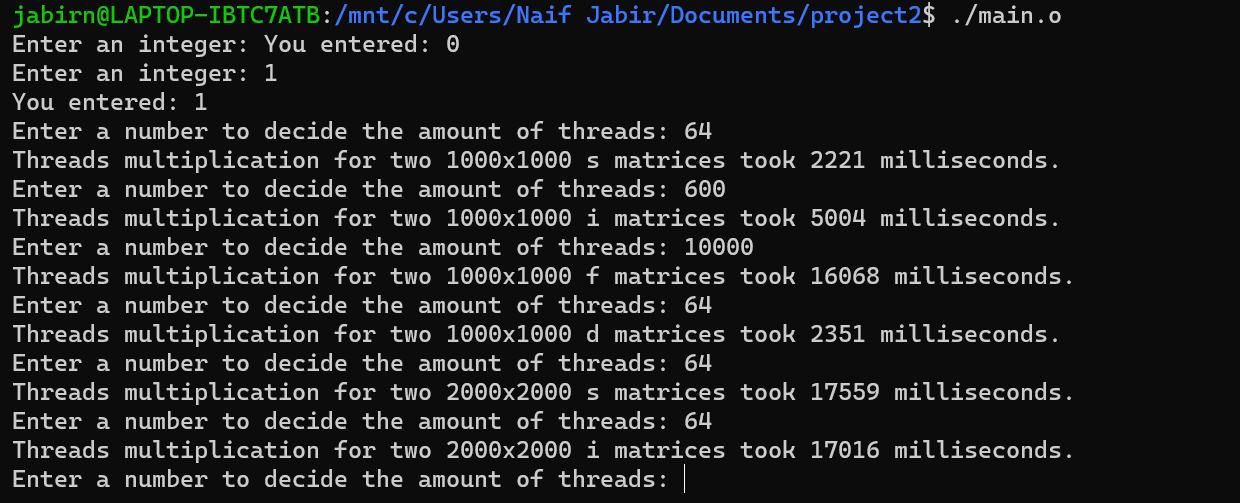 jabirn@LAPTOP-IBTC7ATB:/mnt/c/Users/Naif Jabir/Documents/project2$ ./main.o
Enter an integer: You entered: 0
Enter an integer: 1
You entered: 1
Enter a number to decide the amount of threads: 64
Threads multiplication for two 1000x1000 s matrices took 2221 milliseconds.
Enter a number to decide the amount of threads: 600
Threads multiplication for two 1000x1000 i matrices took 5004 milliseconds.
Enter a number to decide the amount of threads: 10000
Threads multiplication for two 1000x1000 f matrices took 16068 milliseconds.
Enter a number to decide the amount of threads: 64
Threads multiplication for two 1000x1000 d matrices took 2351 milliseconds.
Enter a number to decide the amount of threads: 64
Threads multiplication for two 2000x2000 s matrices took 17559 milliseconds.
Enter a number to decide the amount of threads: 64
Threads multiplication for two 2000x2000 i matrices took 17016 milliseconds.
Enter a number to decide the amount of threads: